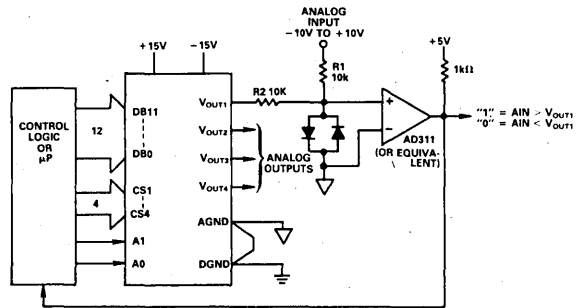 ANALOG
INPUT
−10V TO +10V
+15V
−15V
+5V
R1
10k
1kΩ
R2 10K
VOUT1
DB11
12
DB0
VOUT2
VOUT3
VOUT4
ANALOG
OUTPUTS
+
−
AD311
(OR EQUIVA-
LENT)
"1" = AIN > VOUT1
"0" = AIN < VOUT1
CONTROL
LOGIC
OR
µP
CS1
4
CS4
A1
A0
AGND
DGND